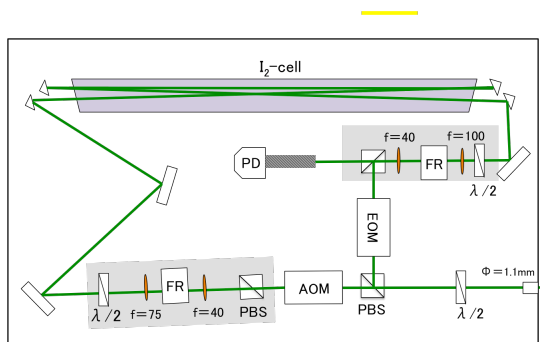 I₂-cell
f=40
f=100
PD
FR
λ/2
EOM
Φ=1.1mm
FR
AOM
λ/2
f=75
f=40
PBS
PBS
λ/2